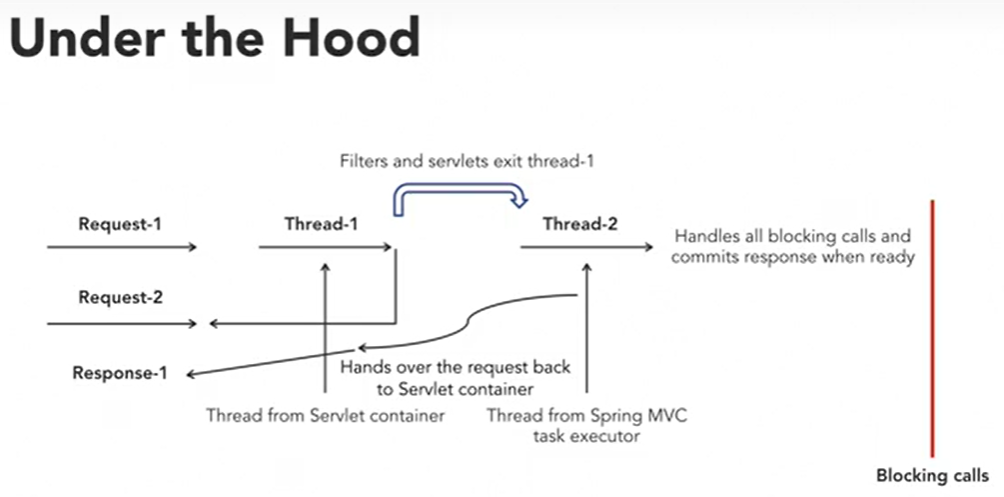 Under the Hood
Filters and servlets exit thread-1
Request-1
Thread-1
Thread-2
Handles all blocking calls and
commits response when ready
Request-2
Response-1
Hands over the request back
to Servlet container
Thread from Servlet container
Thread from Spring MVC
task executor
Blocking calls